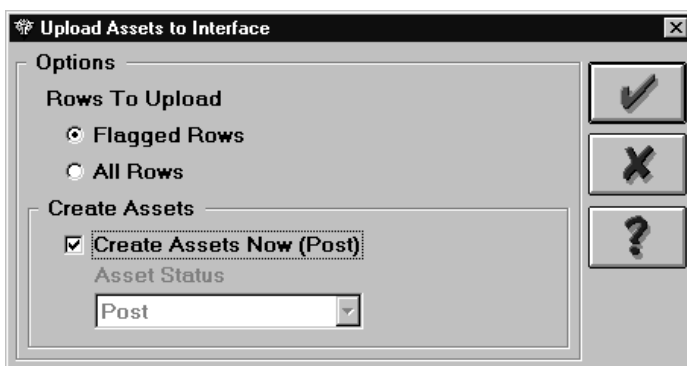 Upload Assets to Interface
Options
Rows To Upload
Flagged Rows
All Rows
Create Assets
Create Assets Now (Post)
Asset Status
Post
?